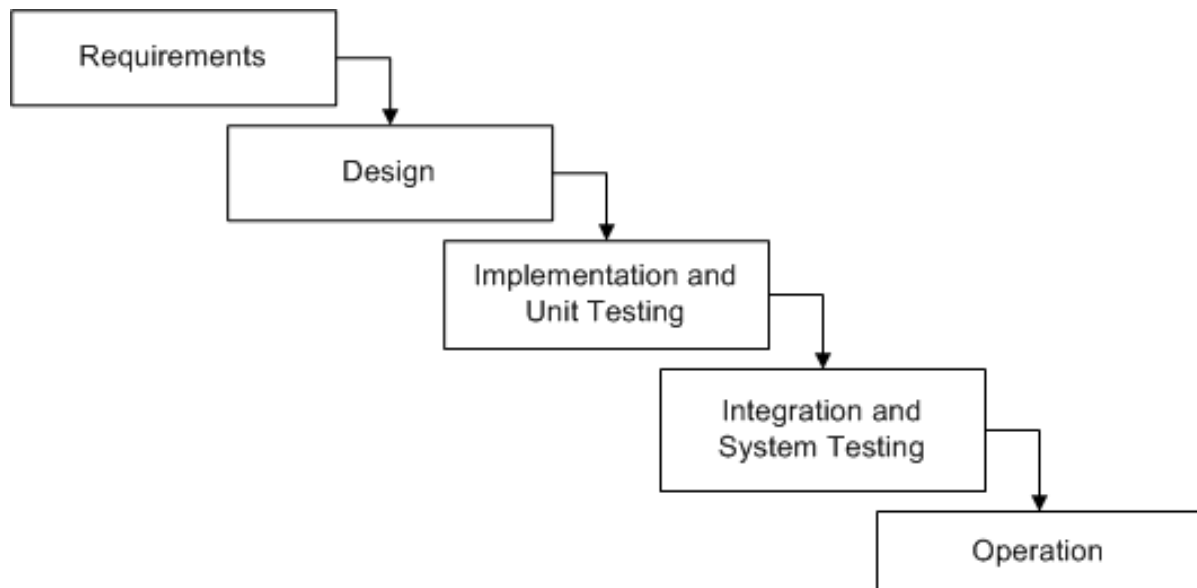 Requirements
Design
Implementation and
Unit Testing
Integration and
System Testing
Operation